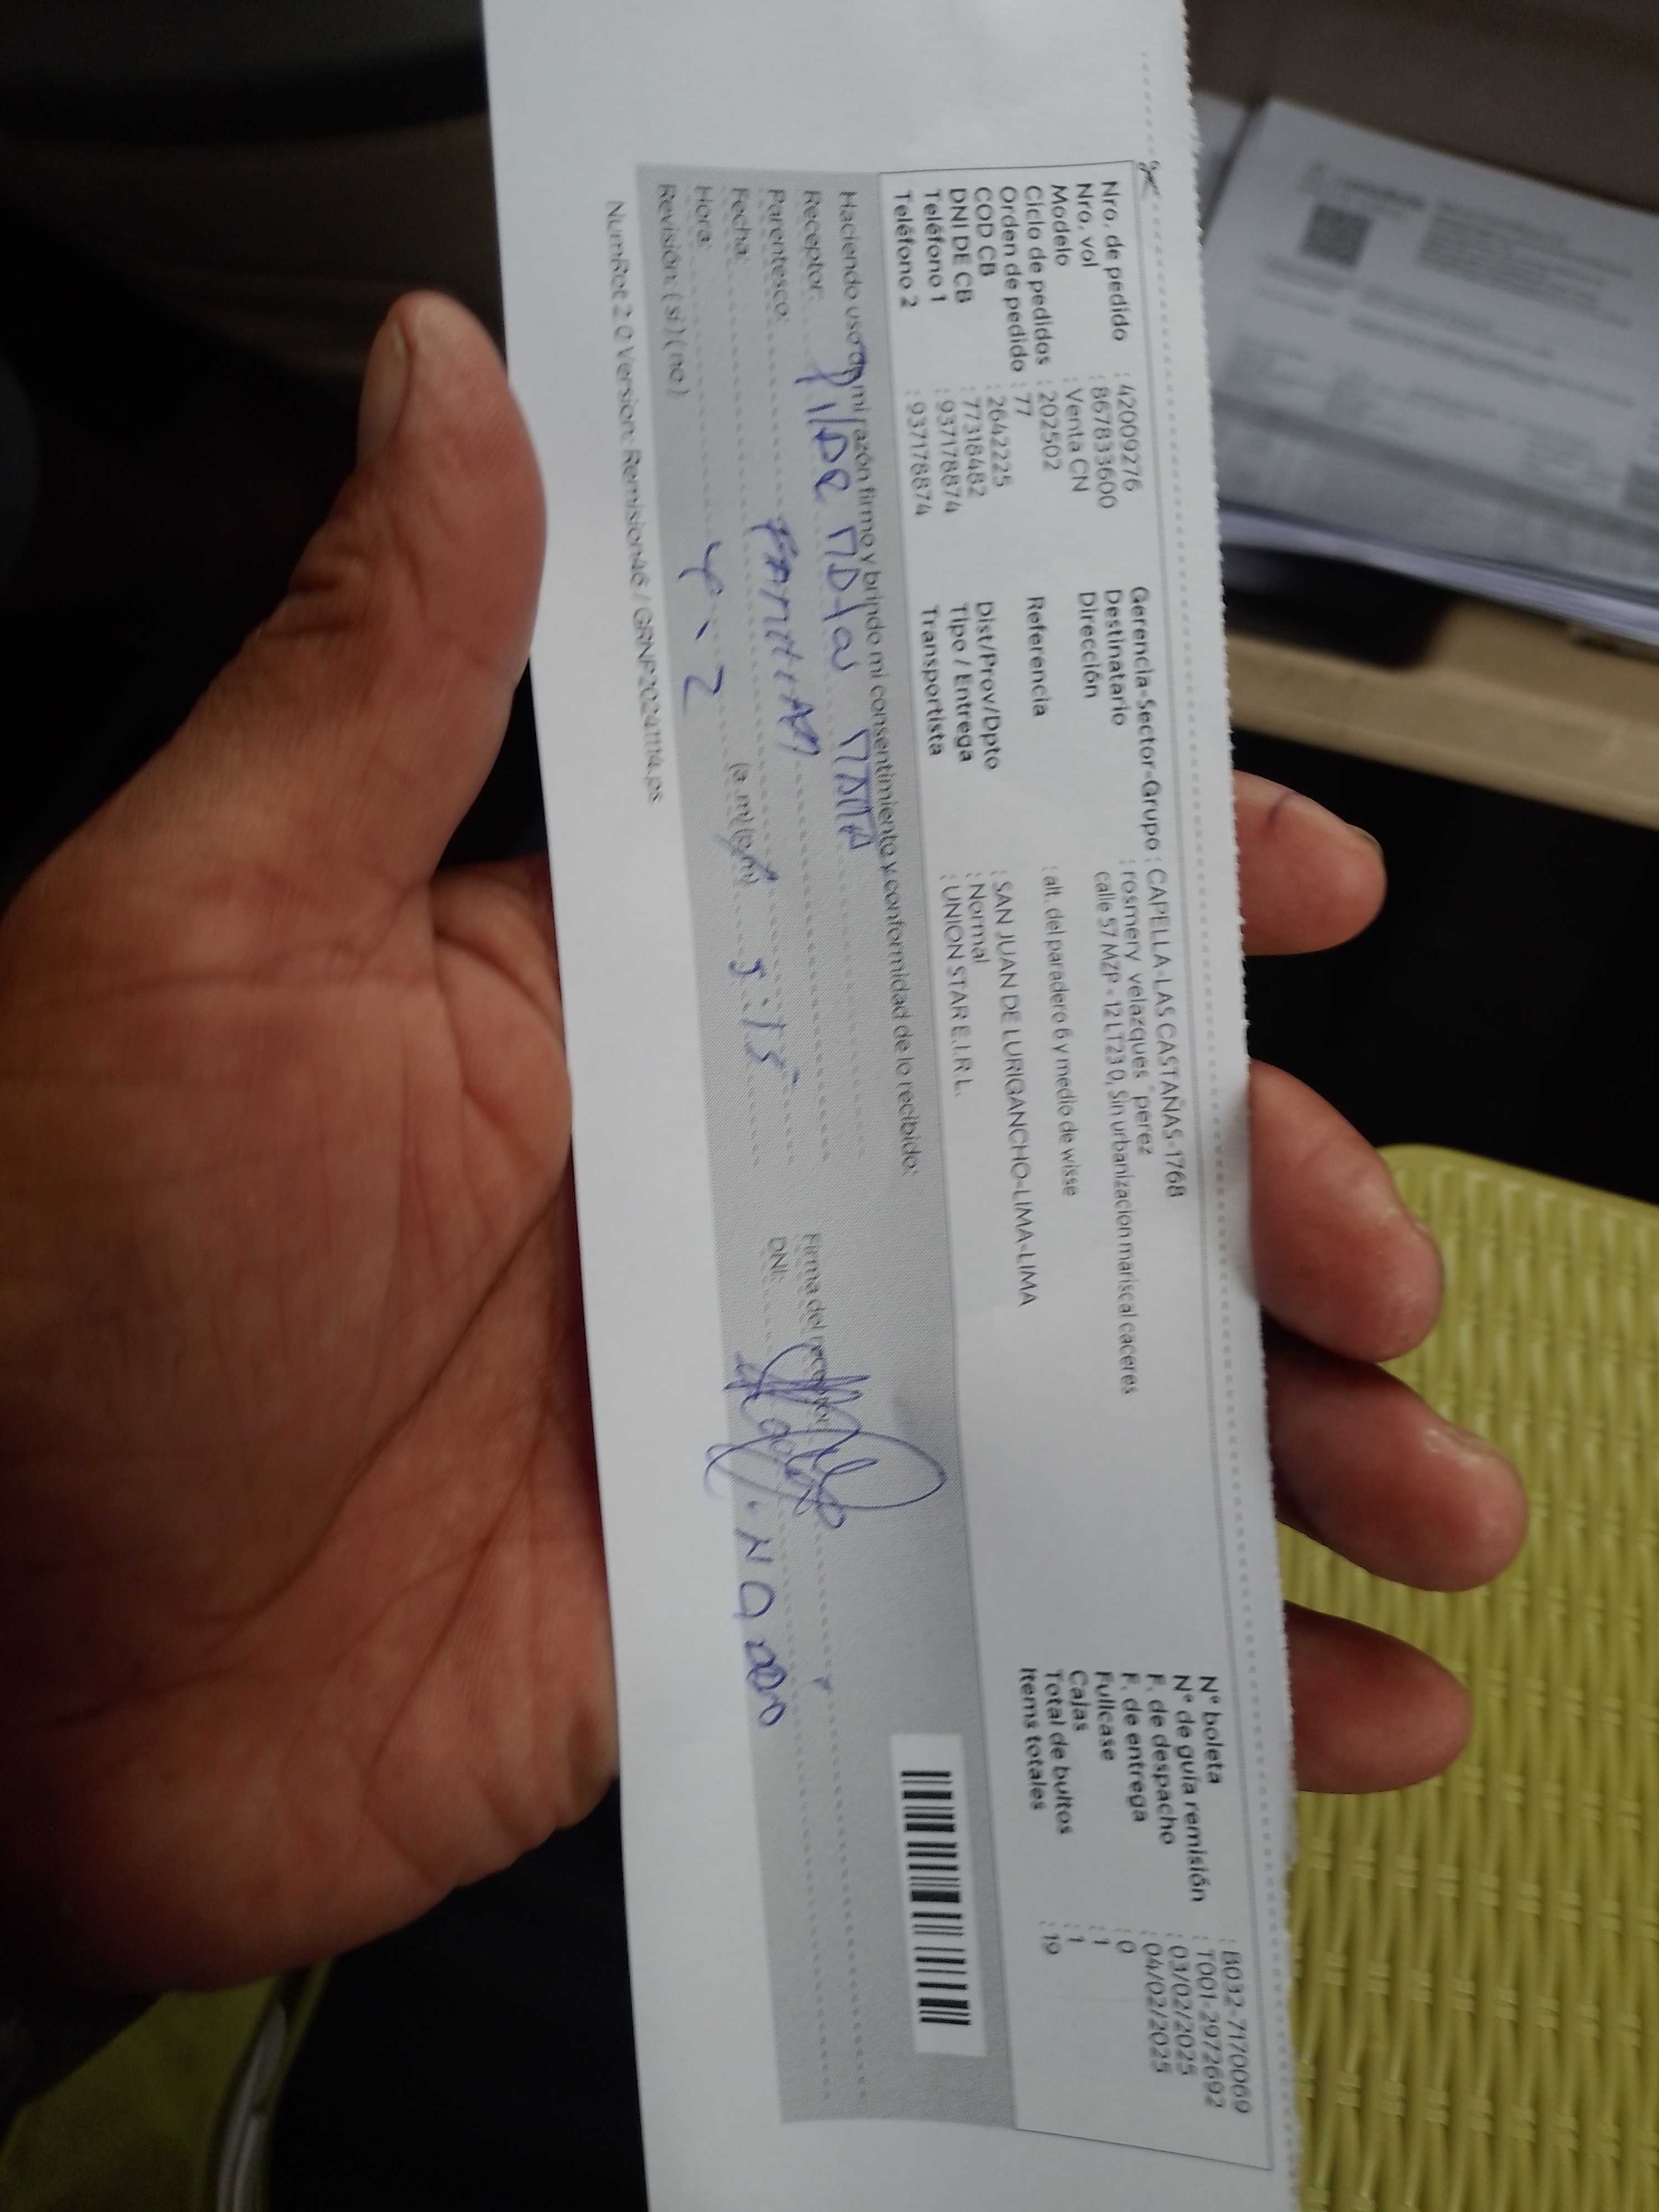 Nro. de pedido : 42009276
Nro. vol : 867833600
Modelo : Venta CN
Ciclo de pedidos : 202502
Orden de pedido : 77
COD CB : 2642225
DNI DE CB : 77318482
Teléfono 1 : 937178874
Teléfono 2 : 937178874
Gerencia-Sector-Grupo : CAPELLA-LAS CASTAÑAS-1768
Destinatario : rosmery velazques perez
Dirección : calle 57 MZP - 12 LT23 0, Sin urbanizacion mariscal caceres
Referencia : alt. del paradero 6 y medio de wisse
Dist/Prov/Dpto : SAN JUAN DE LURIGANCHO-LIMA-LIMA
Tipo / Entrega : Normal
Transportista : UNION STAR E.I.R.L.
N° boleta : B032-7170069
N° de guía remisión : T001-2972692
F. de despacho : 03/02/2025
F. de entrega : 04/02/2025
Fullcase : 0
Cajas : 1
Total de bultos : 1
Items totales : 19
Haciendo uso de mi razón firmo y brindo mi consentimiento y conformidad de lo recibido:
Receptor:
Parentesco:
Fecha: 4. 2
Hora: (a.m) (p.m) 5:15
Revisión: ( si ) ( no )
Firma del receptor
DNI:
NumRot 2.0 Version: Remision46 / GRNP20241114.ps